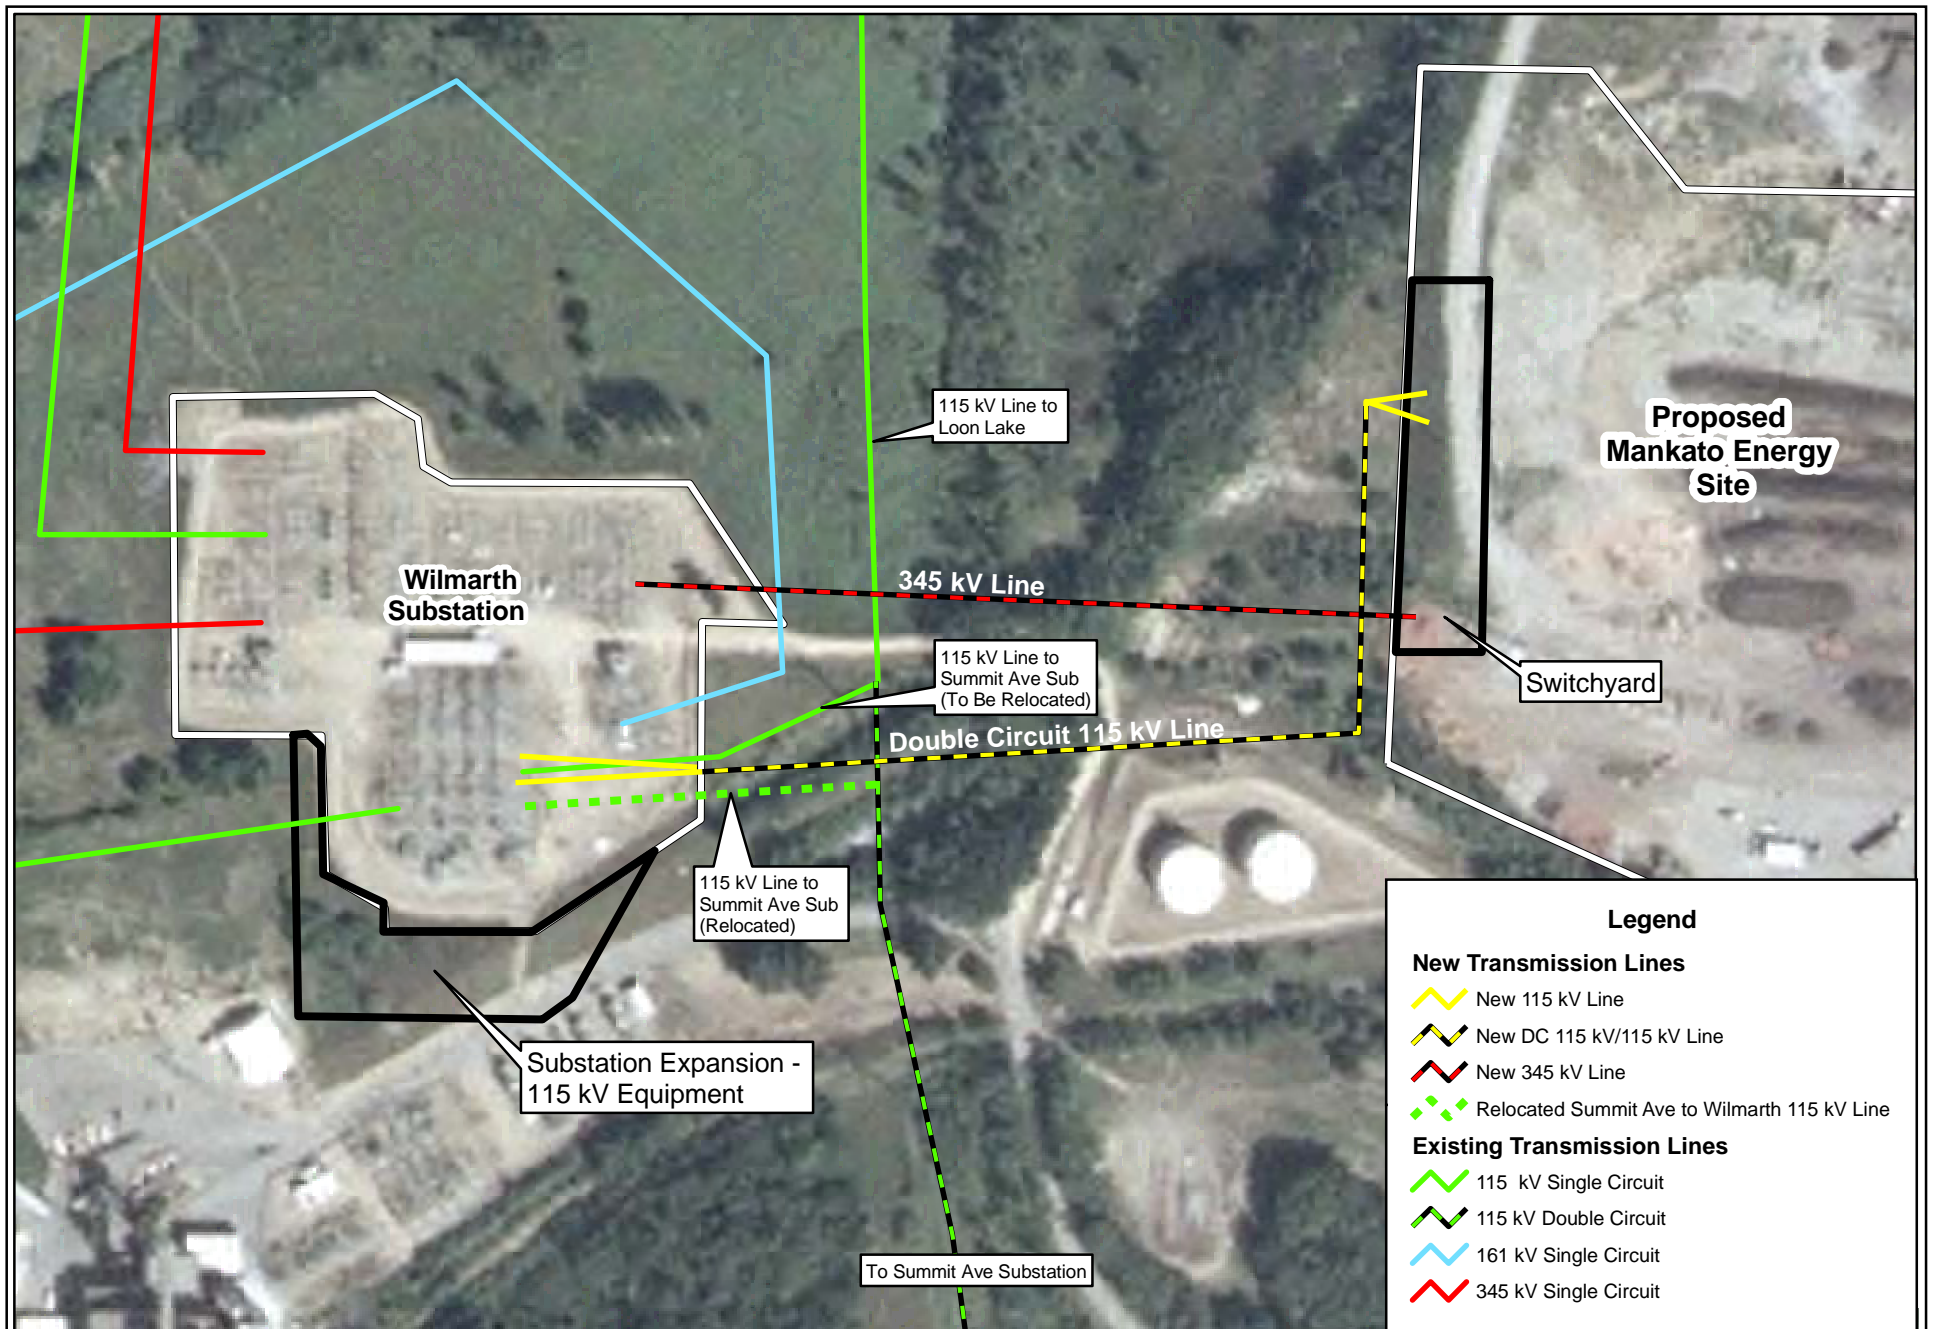 115 kV Line to
Loon Lake
Proposed
Mankato Energy
Site
Wilmarth
Substation
345 kV Line
115 kV Line to
Summit Ave Sub
(To Be Relocated)
Switchyard
Double Circuit 115 kV Line
115 kV Line to
Summit Ave Sub
(Relocated)
Substation Expansion -
115 kV Equipment
To Summit Ave Substation
Legend
New Transmission Lines
New 115 kV Line
New DC 115 kV/115 kV Line
New 345 kV Line
Relocated Summit Ave to Wilmarth 115 kV Line
Existing Transmission Lines
115 kV Single Circuit
115 kV Double Circuit
161 kV Single Circuit
345 kV Single Circuit